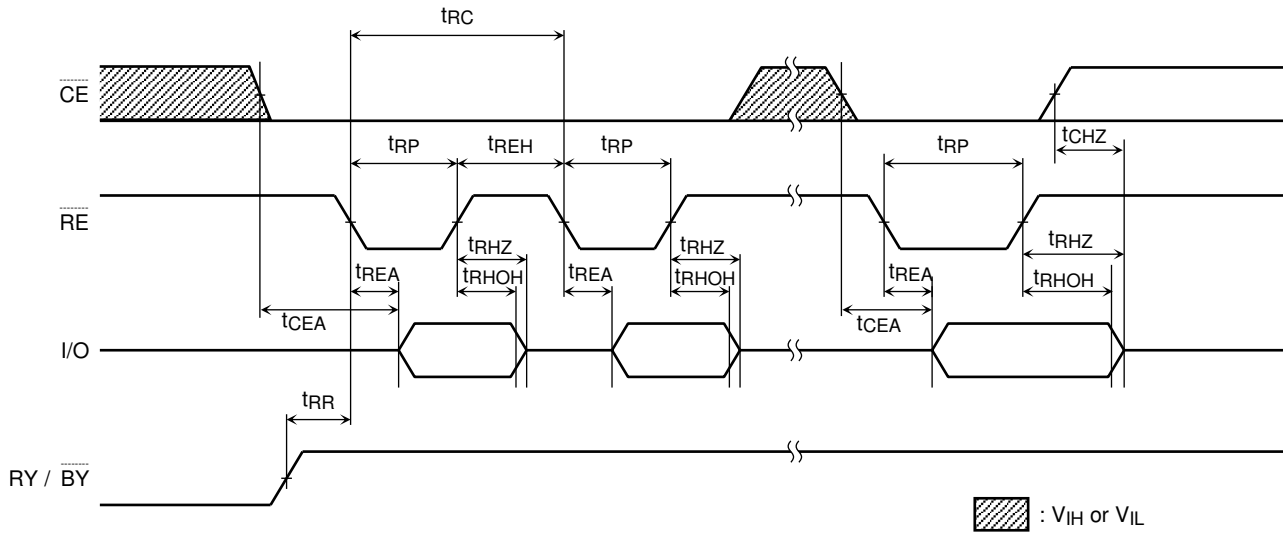 tRC
CE
tRP
tREH
tRP
tRP
tCHZ
RE
tREA
tRHZ
tRHOH
tREA
tRHZ
tRHOH
tREA
tRHZ
tRHOH
tCEA
tCEA
I/O
tRR
RY / BY
: VIH or VIL